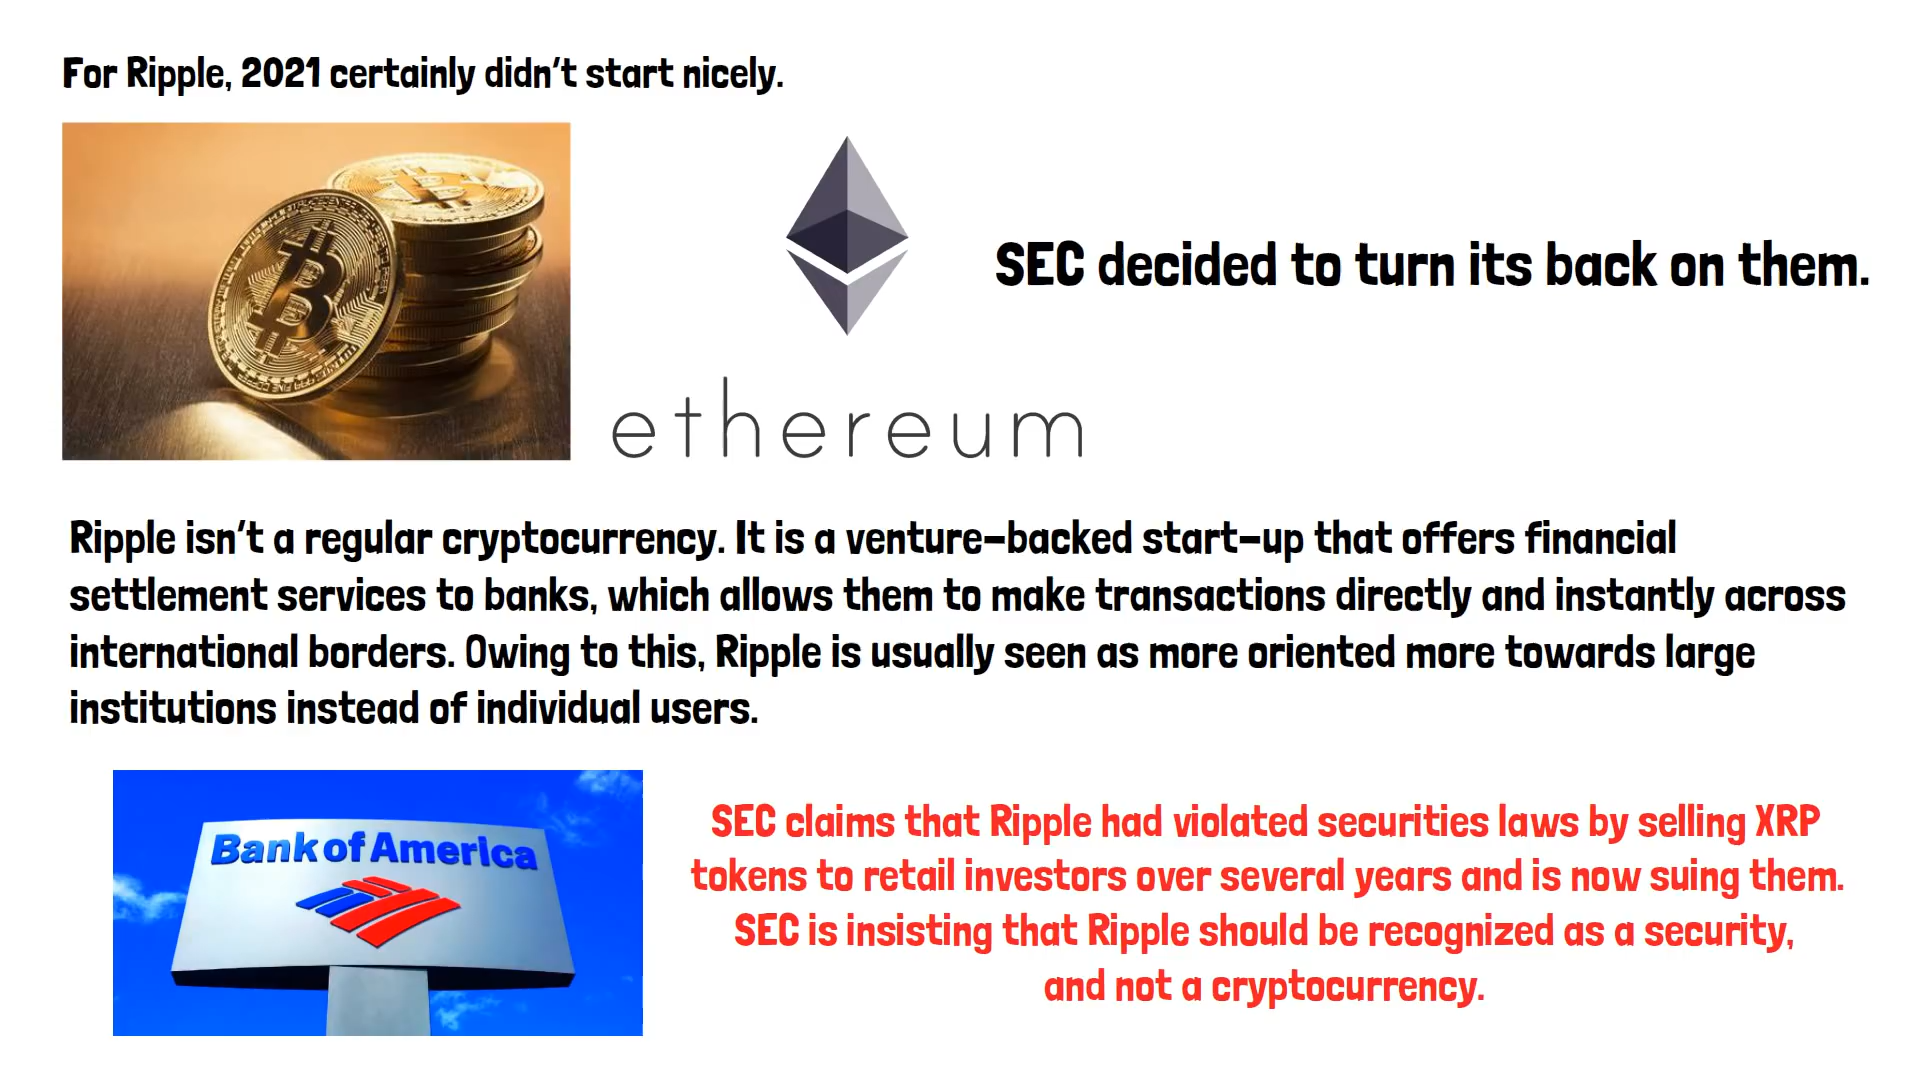 For Ripple, 2021 certainly didn't start nicely.
SEC decided to turn its back on them.
ethereum
Ripple isn't a regular cryptocurrency. It is a venture-backed start-up that offers financial
settlement services to banks, which allows them to make transactions directly and instantly across
international borders. Owing to this, Ripple is usually seen as more oriented more towards large
institutions instead of individual users.
Bank of America
SEC claims that Ripple had violated securities laws by selling XRP
tokens to retail investors over several years and is now suing them.
SEC is insisting that Ripple should be recognized as a security,
and not a cryptocurrency.